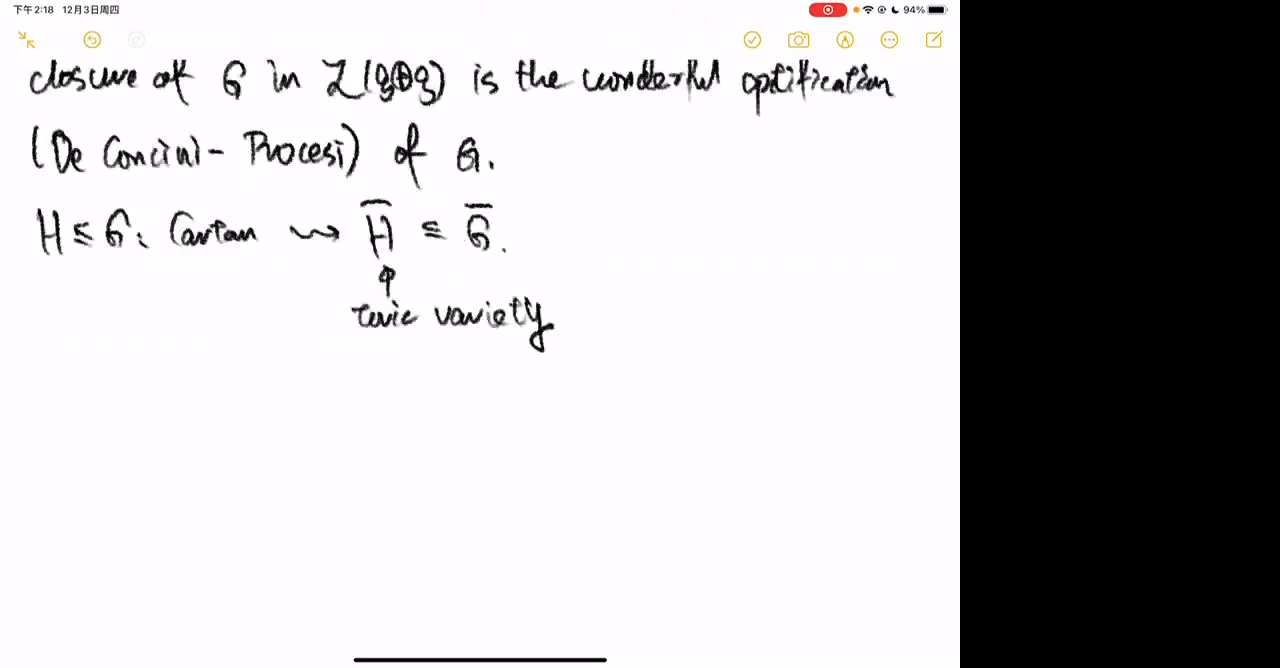 下午2:18 12月3日周四 94%
closure of G in ℒ(𝔤⊕𝔤) is the wonderful cptification
(De Concini-Procesi) of G.
H ≤ G: Cartan ⇝ H̅ ⊆ G̅.
↑
toric variety